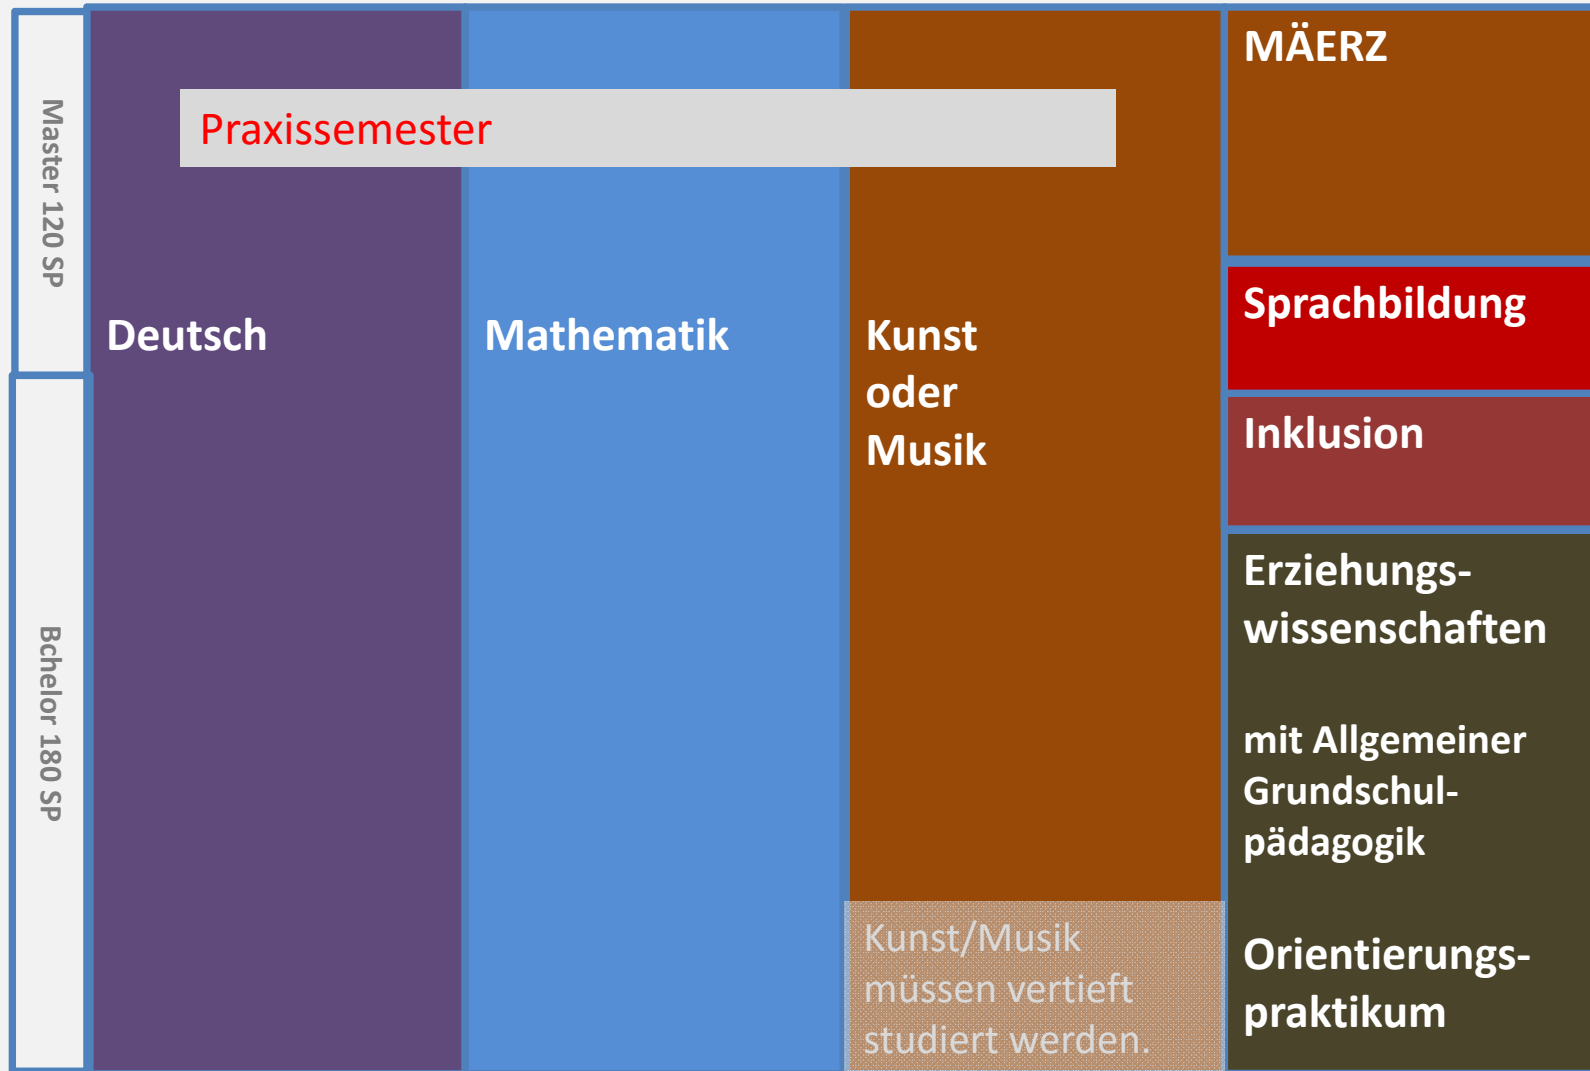 Master 120 SP
Bchelor 180 SP
Praxissemester
Deutsch
Mathematik
Kunst
oder
Musik
Kunst/Musik
müssen vertieft
studiert werden.
MÄERZ
Sprachbildung
Inklusion
Erziehungs-
wissenschaften
mit Allgemeiner
Grundschul-
pädagogik
Orientierungs-
praktikum